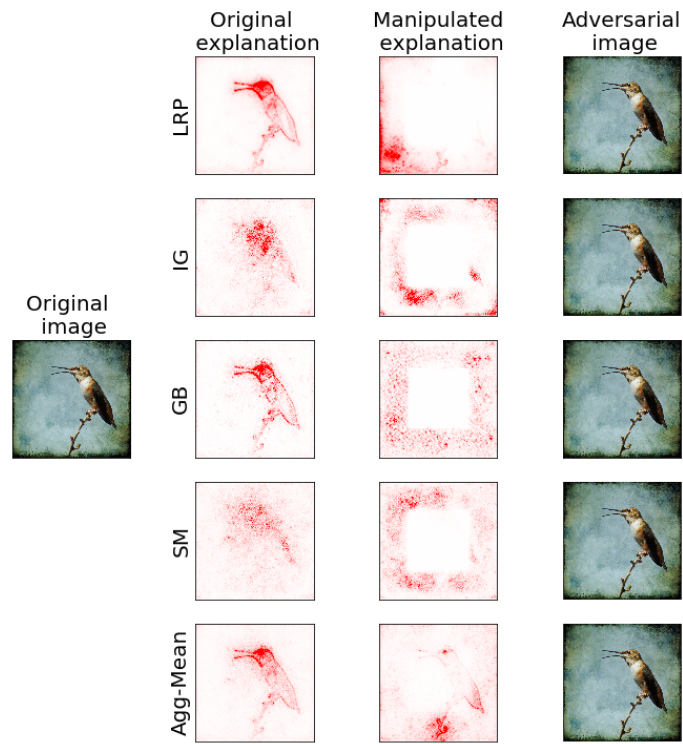 Original
explanation
Manipulated
explanation
Adversarial
image
LRP
IG
Original
image
GB
SM
Agg-Mean